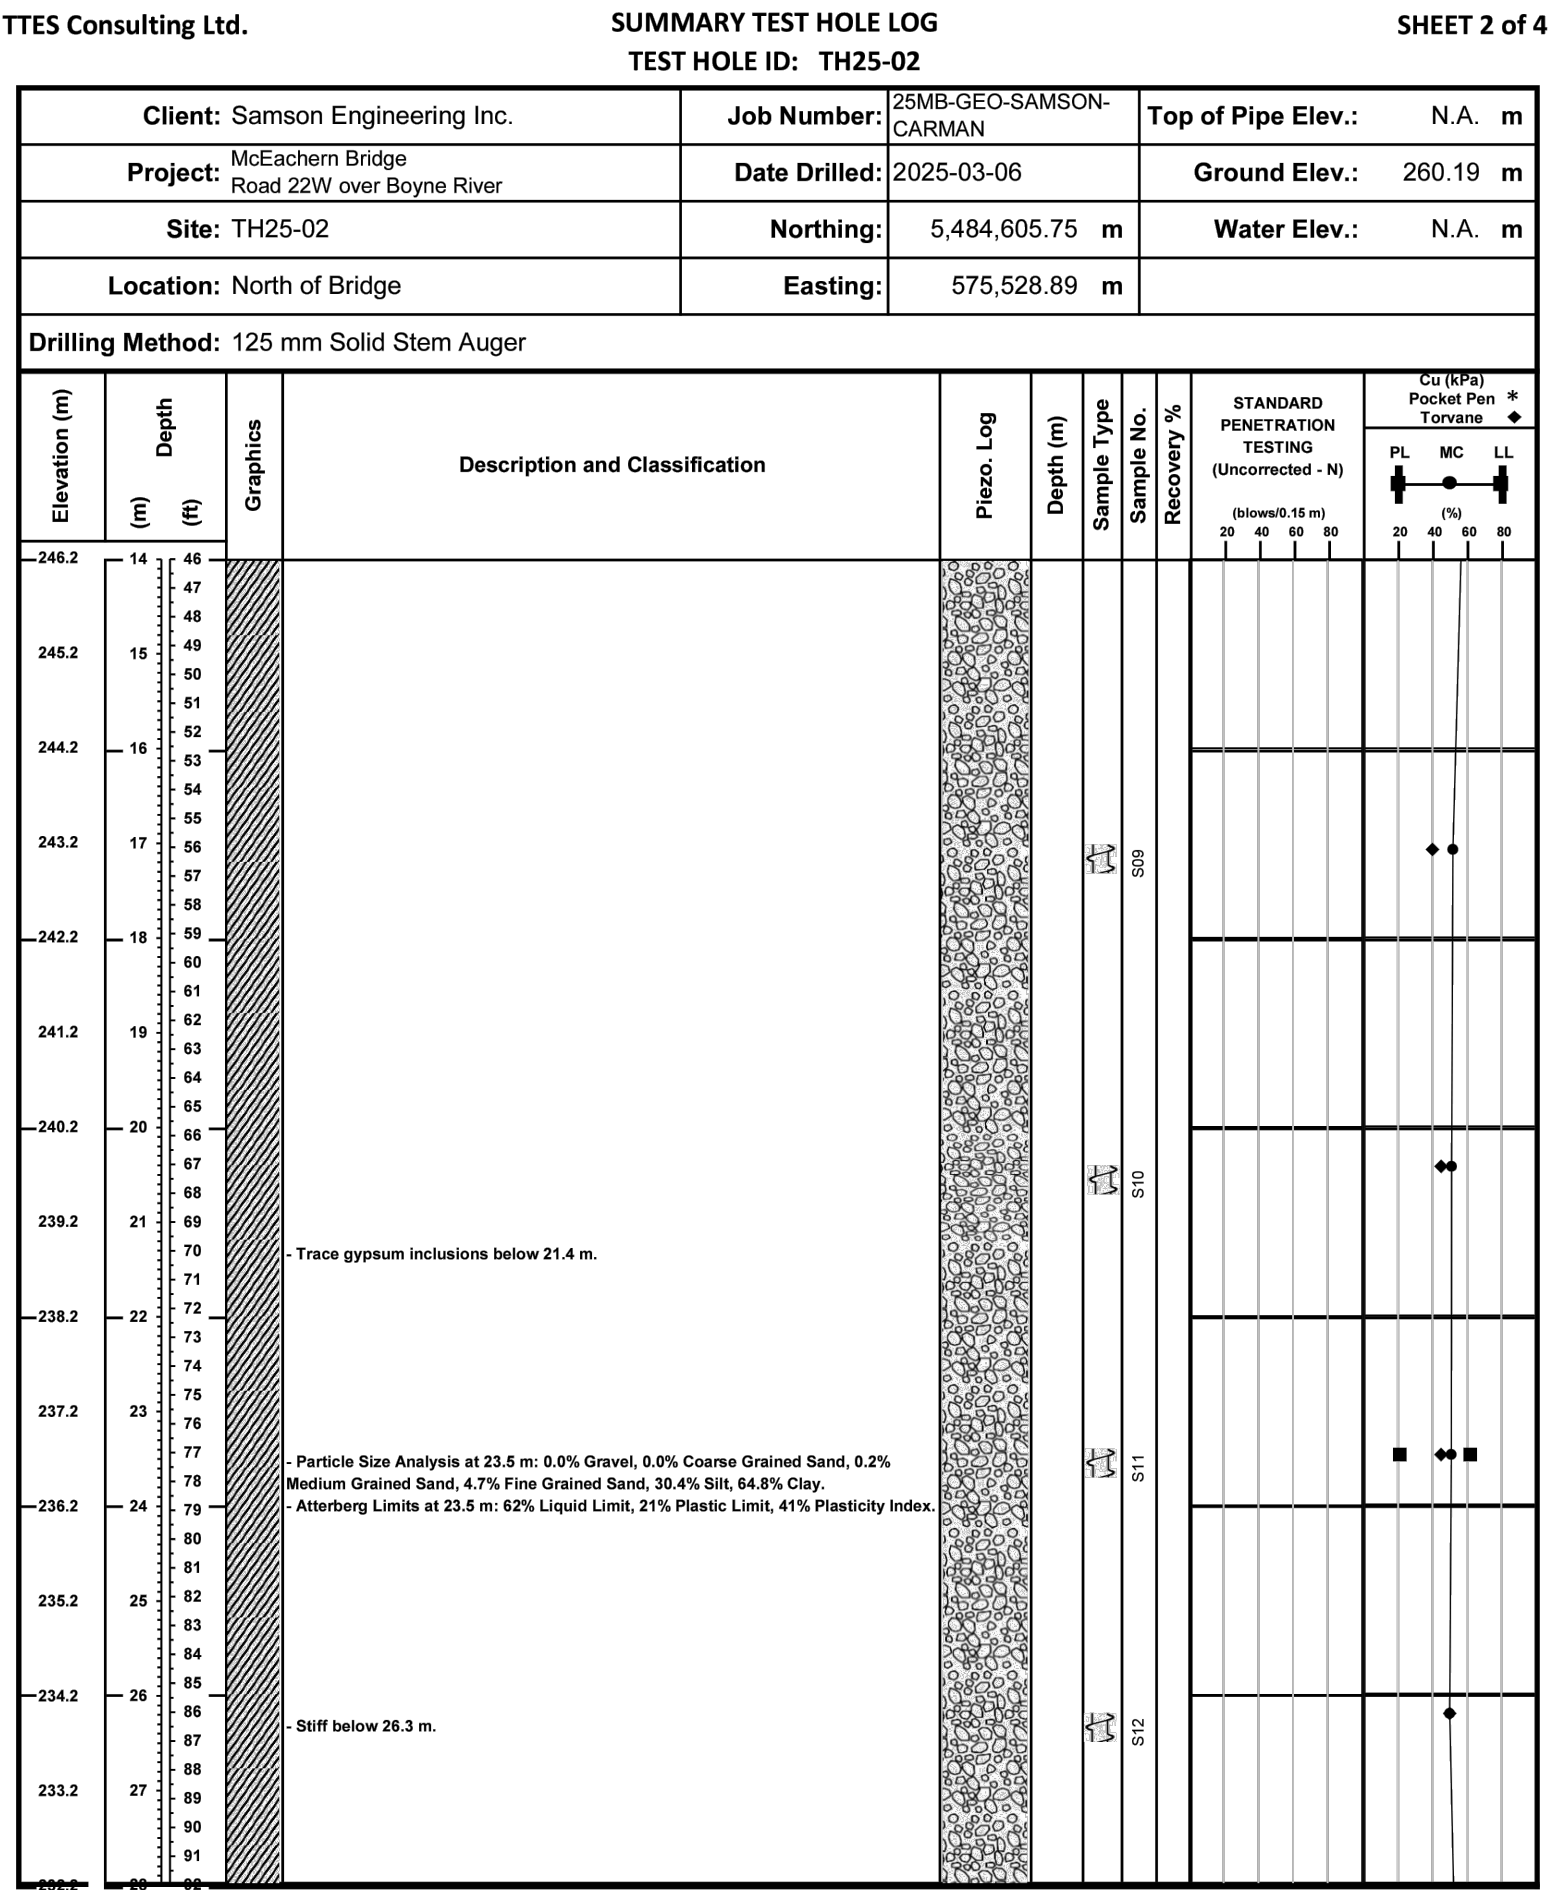 TTES Consulting Ltd.
SUMMARY TEST HOLE LOG
SHEET 2 of 4
TEST HOLE ID: TH25-02
Client: Samson Engineering Inc.
Job Number: 25MB-GEO-SAMSON-
CARMAN
Top of Pipe Elev.: N.A. m
Project: McEachern Bridge
Road 22W over Boyne River
Date Drilled: 2025-03-06
Ground Elev.: 260.19 m
Site: TH25-02
Northing: 5,484,605.75 m
Water Elev.: N.A. m
Location: North of Bridge
Easting: 575,528.89 m
Drilling Method: 125 mm Solid Stem Auger
Elevation (m)
Depth
(m)
(ft)
Graphics
Description and Classification
Piezo. Log
Depth (m)
Sample Type
Sample No.
Recovery %
STANDARD
PENETRATION
TESTING
(Uncorrected - N)
(blows/0.15 m)
20 40 60 80
Cu (kPa)
Pocket Pen *
Torvane ◆
PL MC LL
(%)
20 40 60 80
246.2 14 46
47
48
49
245.2 15
50
51
52
244.2 16
53
54
55
243.2 17 56
S09
57
58
59
242.2 18
60
61
62
241.2 19
63
64
65
240.2 20
66
67
S10
68
69
239.2 21
70
- Trace gypsum inclusions below 21.4 m.
71
72
238.2 22
73
74
75
237.2 23
76
77
- Particle Size Analysis at 23.5 m: 0.0% Gravel, 0.0% Coarse Grained Sand, 0.2%
S11
78
Medium Grained Sand, 4.7% Fine Grained Sand, 30.4% Silt, 64.8% Clay.
236.2 24 79
- Atterberg Limits at 23.5 m: 62% Liquid Limit, 21% Plastic Limit, 41% Plasticity Index.
80
81
82
235.2 25
83
84
85
234.2 26
86
- Stiff below 26.3 m.
S12
87
88
233.2 27
89
90
91
232.2 28 92